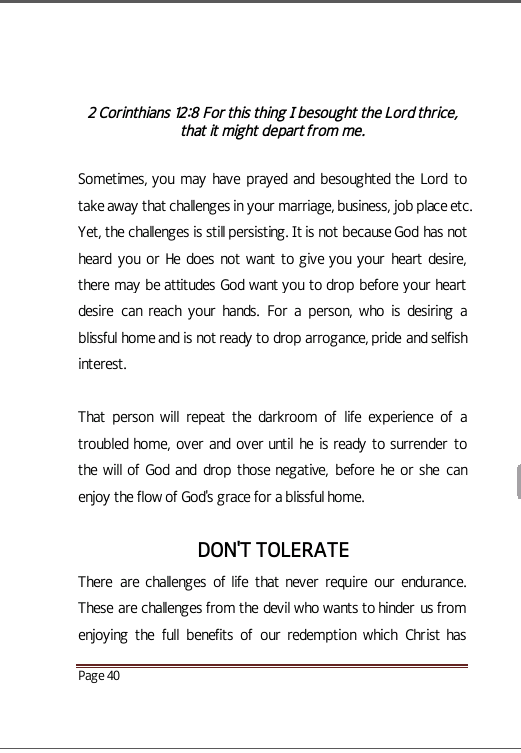 2 Corinthians 12:8 For this thing I besought the Lord thrice,
that it might depart from me.
Sometimes, you may have prayed and besoughted the Lord to
take away that challenges in your marriage, business, job place etc.
Yet, the challenges is still persisting. It is not because God has not
heard you or He does not want to give you your heart desire,
there may be attitudes God want you to drop before your heart
desire can reach your hands. For a person, who is desiring a
blissful home and is not ready to drop arrogance, pride and selfish
interest.
That person will repeat the darkroom of life experience of a
troubled home, over and over until he is ready to surrender to
the will of God and drop those negative, before he or she can
enjoy the flow of God's grace for a blissful home.
DON'T TOLERATE
There are challenges of life that never require our endurance.
These are challenges from the devil who wants to hinder us from
enjoying the full benefits of our redemption which Christ has
Page 40